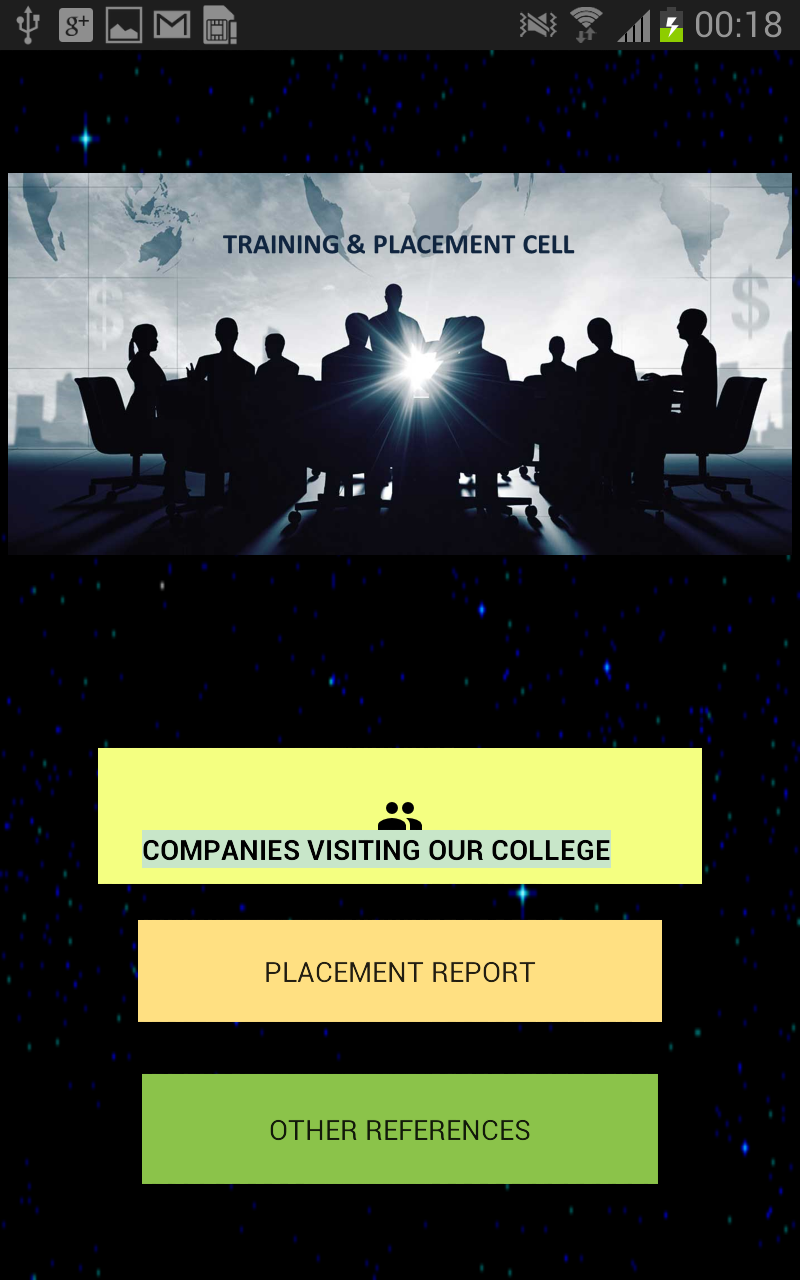 g+
00:18
TRAINING & PLACEMENT CELL
$ $
COMPANIES VISITING OUR COLLEGE
PLACEMENT REPORT
OTHER REFERENCES